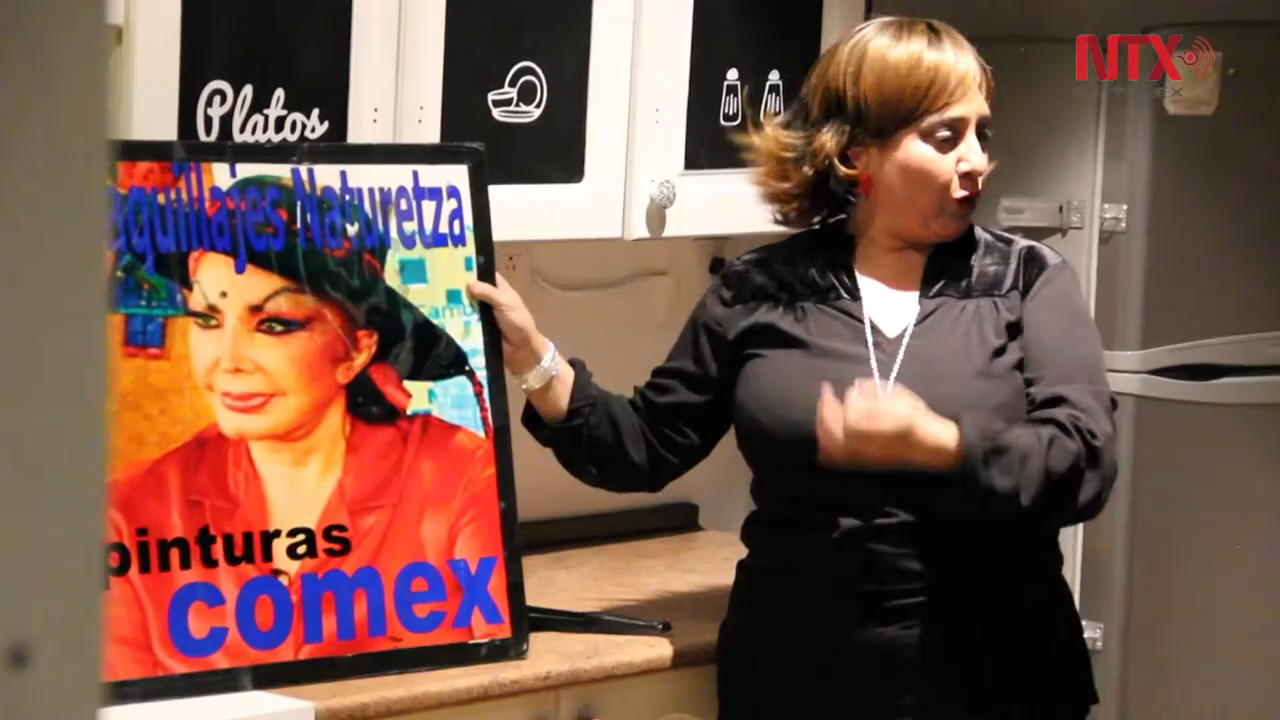 NTX
Platos
aquillajes Naturetza
pinturas
comex